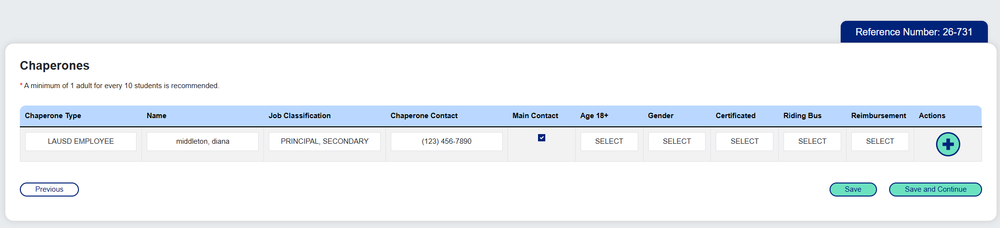 Reference Number: 26-731
Chaperones
* A minimum of 1 adult for every 10 students is recommended.
Chaperone Type Name Job Classification Chaperone Contact Main Contact Age 18+ Gender Certificated Riding Bus Reimbursement Actions
LAUSD EMPLOYEE middleton, diana PRINCIPAL, SECONDARY (123) 456-7890 SELECT SELECT SELECT SELECT SELECT
Previous Save Save and Continue